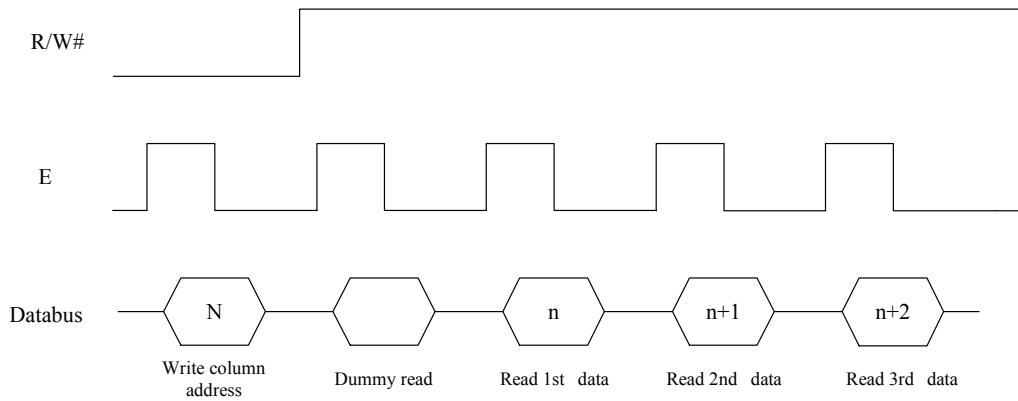 R/W#
E
Databus
N
n
n+1
n+2
Write column
address
Dummy read
Read 1st data
Read 2nd data
Read 3rd data